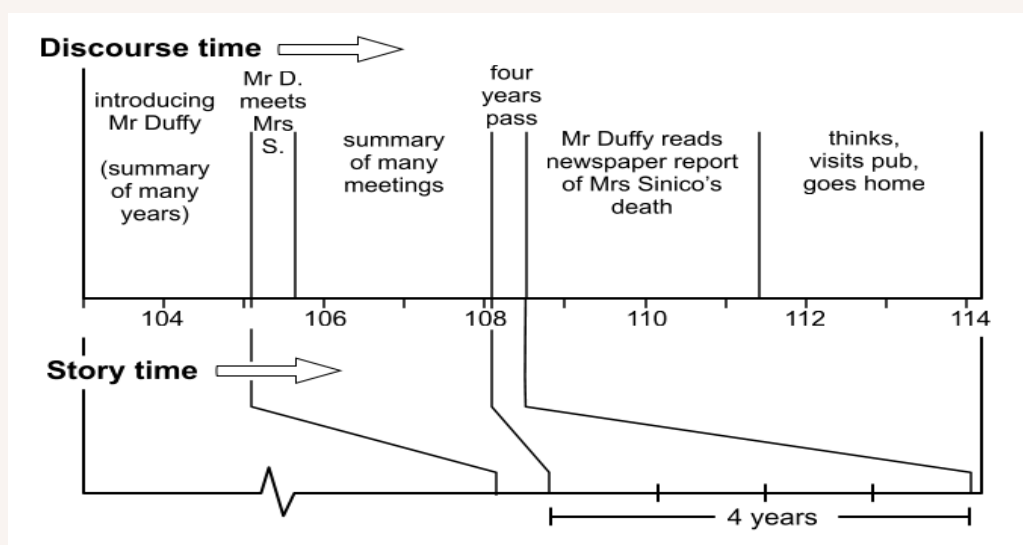 Discourse time
introducing
Mr Duffy
(summary
of many
years)
Mr D.
meets
Mrs
S.
summary
of many
meetings
four
years
pass
Mr Duffy reads
newspaper report
of Mrs Sinico's
death
thinks,
visits pub,
goes home
104 106 108 110 112 114
Story time
4 years